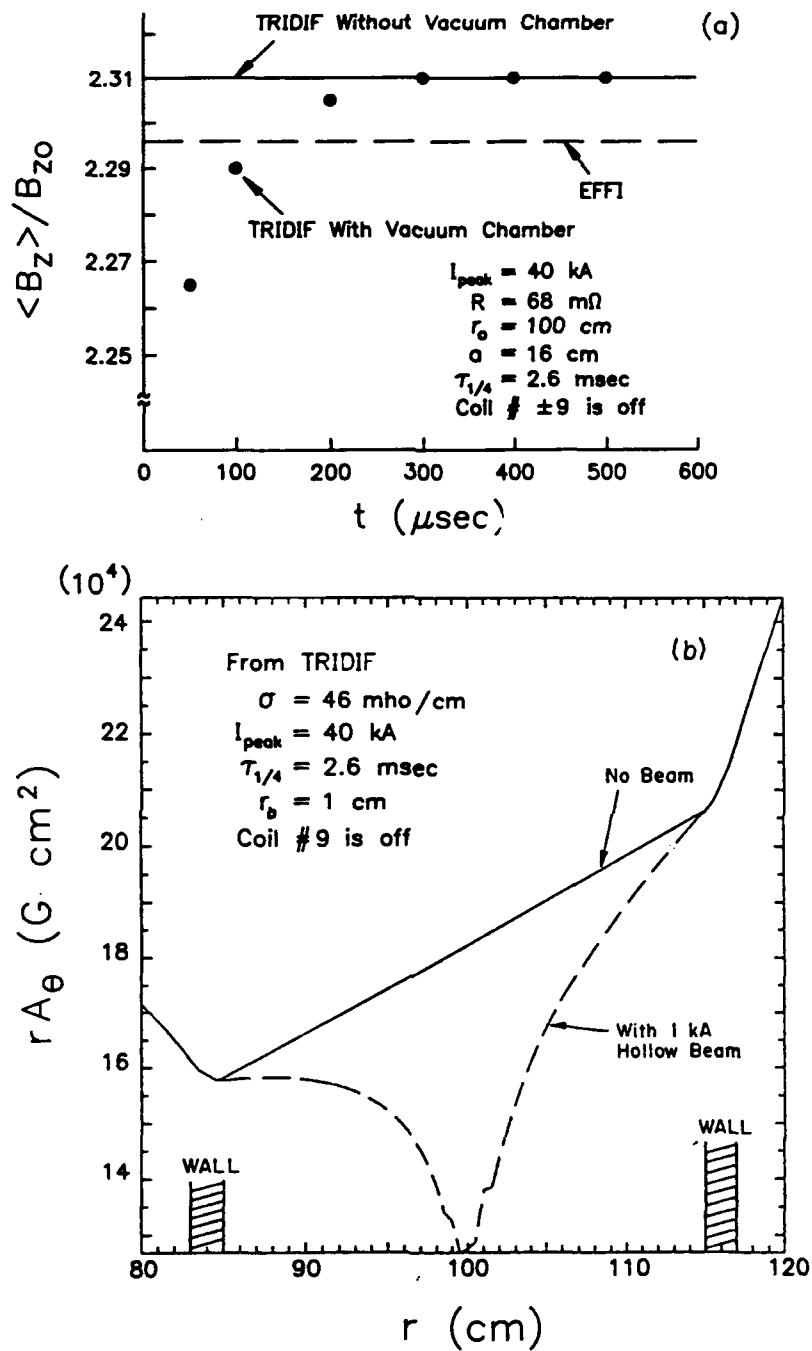 TRIDIF Without Vacuum Chamber
(a)
2.31
2.29
2.27
2.25
<B_Z>/B_ZO
EFFI
TRIDIF With Vacuum Chamber
I_peak = 40 kA
R = 68 mΩ
r_o = 100 cm
a = 16 cm
τ_1/4 = 2.6 msec
Coil # ±9 is off
0 100 200 300 400 500 600
t (μsec)
(10^4)
24
22
20
18
16
14
r A_θ (G cm^2)
(b)
From TRIDIF
σ = 46 mho/cm
I_peak = 40 kA
τ_1/4 = 2.6 msec
r_b = 1 cm
Coil #9 is off
No Beam
With 1 kA
Hollow Beam
WALL
WALL
80 90 100 110 120
r (cm)